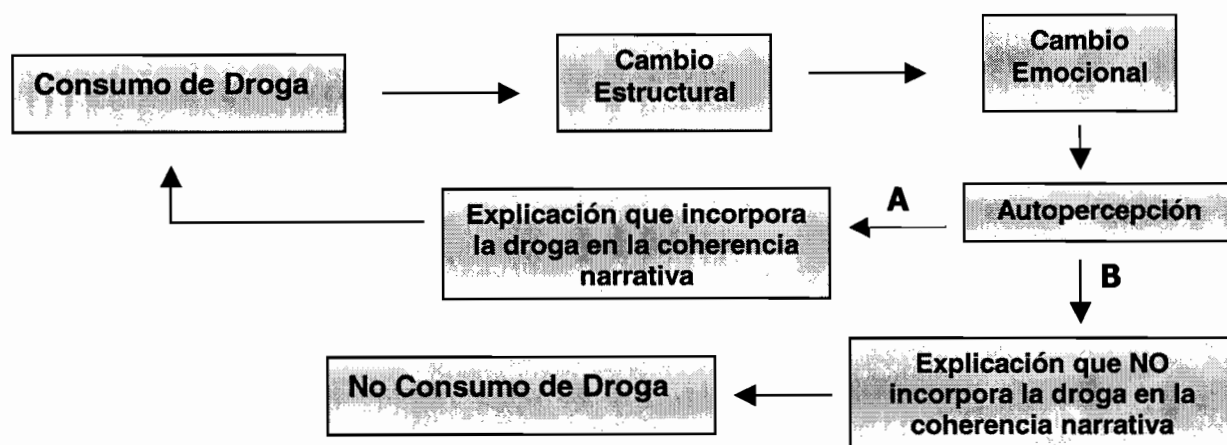 Consumo de Droga
Cambio
Estructural
Cambio
Emocional
Autopercepción
A
Explicación que incorpora
la droga en la coherencia
narrativa
B
Explicación que NO
incorpora la droga en la
coherencia narrativa
No Consumo de Droga